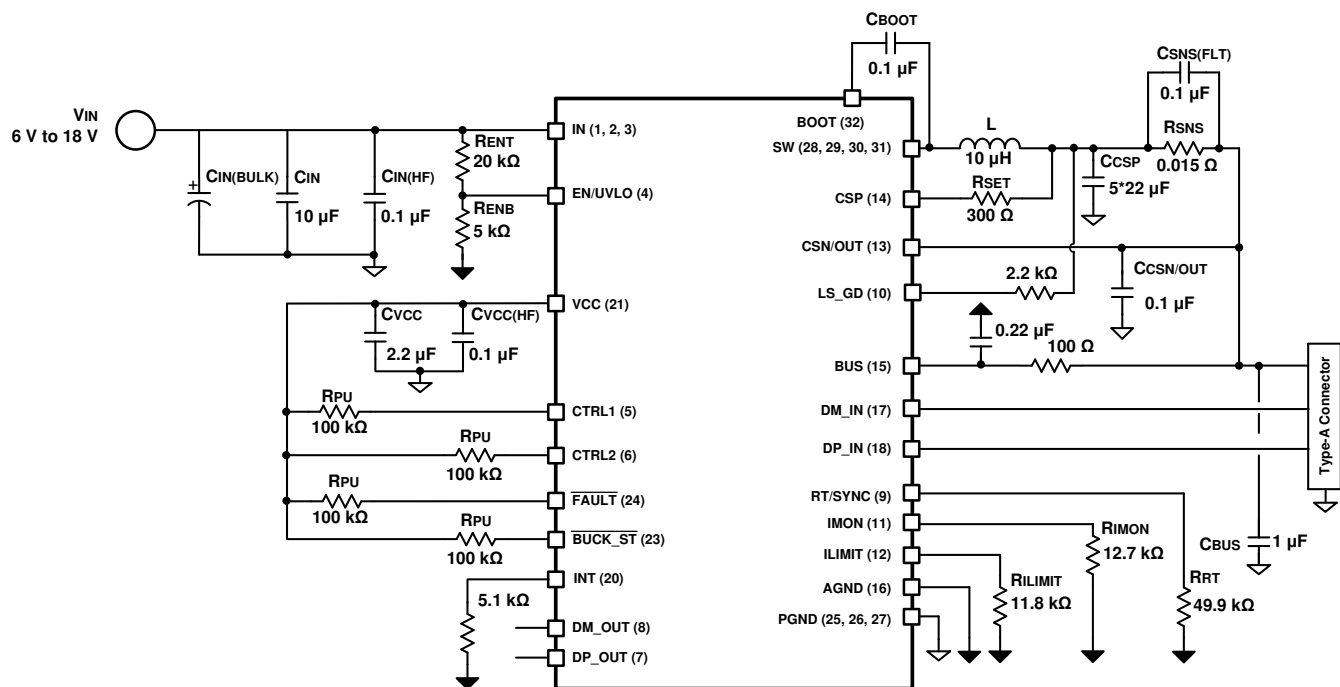 CBOOT
0.1 µF
CSNS(FLT)
0.1 µF
VIN
6 V to 18 V
IN (1, 2, 3)
BOOT (32)
SW (28, 29, 30, 31)
L
10 µH
RSNS
0.015 Ω
RENT
20 kΩ
CIN(BULK)
CIN
10 µF
CIN(HF)
0.1 µF
EN/UVLO (4)
RENB
5 kΩ
CCSP
5*22 µF
CSP (14)
RSET
300 Ω
CSN/OUT (13)
CCSN/OUT
0.1 µF
LS_GD (10)
2.2 kΩ
VCC (21)
CVCC
2.2 µF
CVCC(HF)
0.1 µF
0.22 µF
100 Ω
BUS (15)
Type-A Connector
CTRL1 (5)
RPU
100 kΩ
DM_IN (17)
CTRL2 (6)
RPU
100 kΩ
DP_IN (18)
FAULT (24)
RPU
100 kΩ
RT/SYNC (9)
BUCK_ST (23)
RPU
100 kΩ
IMON (11)
RIMON
12.7 kΩ
CBUS
1 µF
ILIMIT (12)
RILIMIT
11.8 kΩ
INT (20)
5.1 kΩ
AGND (16)
RRT
49.9 kΩ
PGND (25, 26, 27)
DM_OUT (8)
DP_OUT (7)